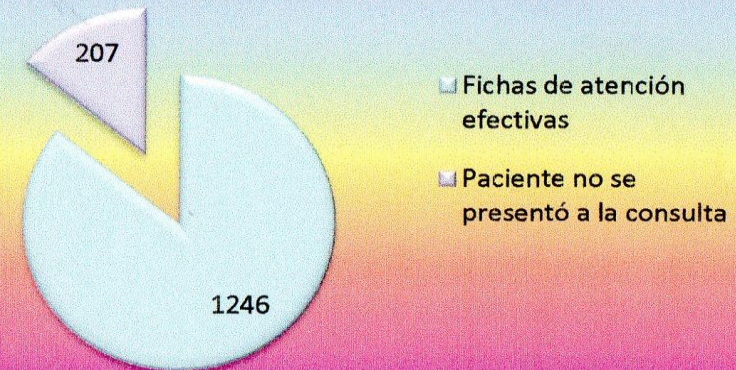 207
Fichas de atención
efectivas
Paciente no se
presentó a la consulta
1246